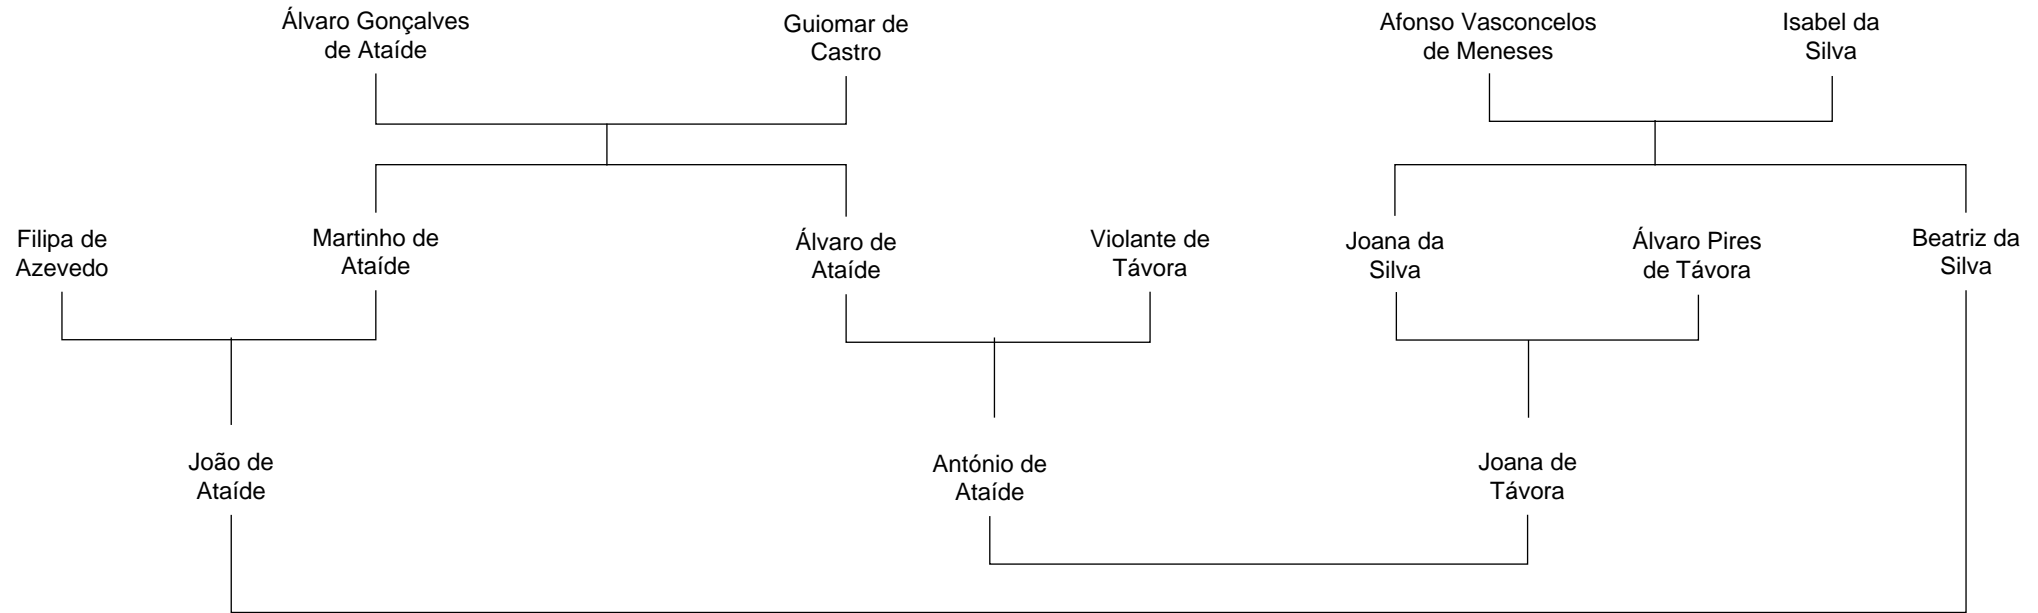 Álvaro Gonçalves
de Ataíde
Guiomar de
Castro
Afonso Vasconcelos
de Meneses
Isabel da
Silva
Filipa de
Azevedo
Martinho de
Ataíde
Álvaro de
Ataíde
Violante de
Távora
Joana da
Silva
Álvaro Pires
de Távora
Beatriz da
Silva
João de
Ataíde
António de
Ataíde
Joana de
Távora